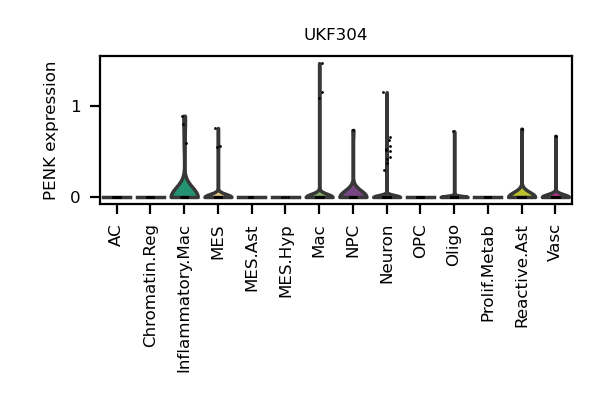 UKF304
PENK expression
1
0
AC
Chromatin.Reg
Inflammatory.Mac
MES
MES.Ast
MES.Hyp
Mac
NPC
Neuron
OPC
Oligo
Prolif.Metab
Reactive.Ast
Vasc